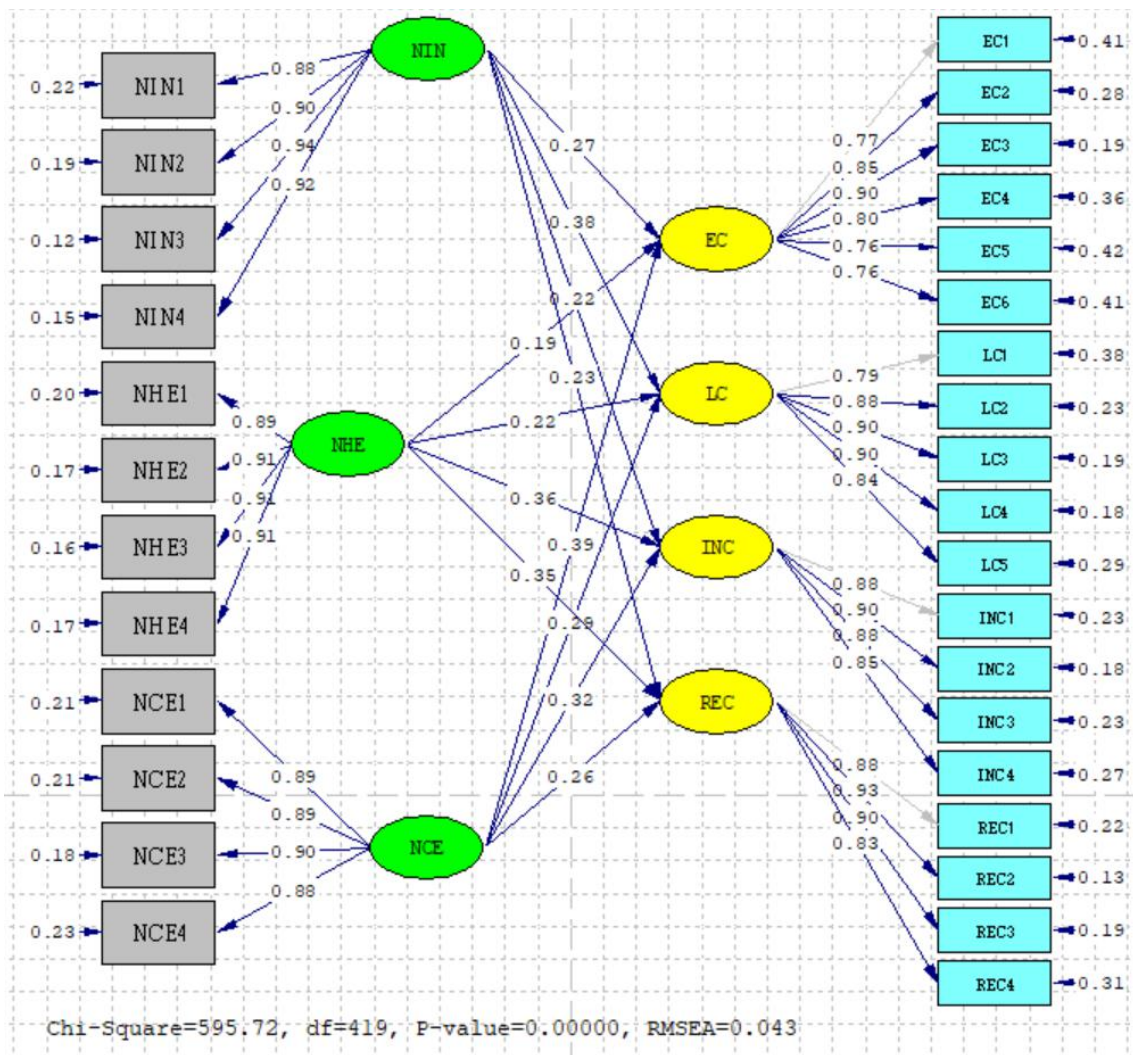 NIN
NIN1
0.22
0.88
NIN2
0.19
0.90
NIN3
0.12
0.94
NIN4
0.15
0.92
NHE1
0.20
0.89
NHE2
0.17
0.91
NHE
NHE3
0.16
0.91
NHE4
0.17
0.91
NCE1
0.21
0.89
NCE2
0.21
0.89
NCE3
0.18
0.90
NCE
NCE4
0.23
0.88
0.27
0.38
0.22
0.23
0.19
0.22
0.36
0.35
0.39
0.29
0.32
0.26
EC
LC
INC
REC
0.77
0.85
0.90
0.80
0.76
0.76
0.79
0.88
0.90
0.90
0.84
0.88
0.90
0.88
0.85
0.88
0.93
0.90
0.83
EC1 0.41
EC2 0.28
EC3 0.19
EC4 0.36
EC5 0.42
EC6 0.41
LC1 0.38
LC2 0.23
LC3 0.19
LC4 0.18
LC5 0.29
INC1 0.23
INC2 0.18
INC3 0.23
INC4 0.27
REC1 0.22
REC2 0.13
REC3 0.19
REC4 0.31
Chi-Square=595.72, df=419, P-value=0.00000, RMSEA=0.043